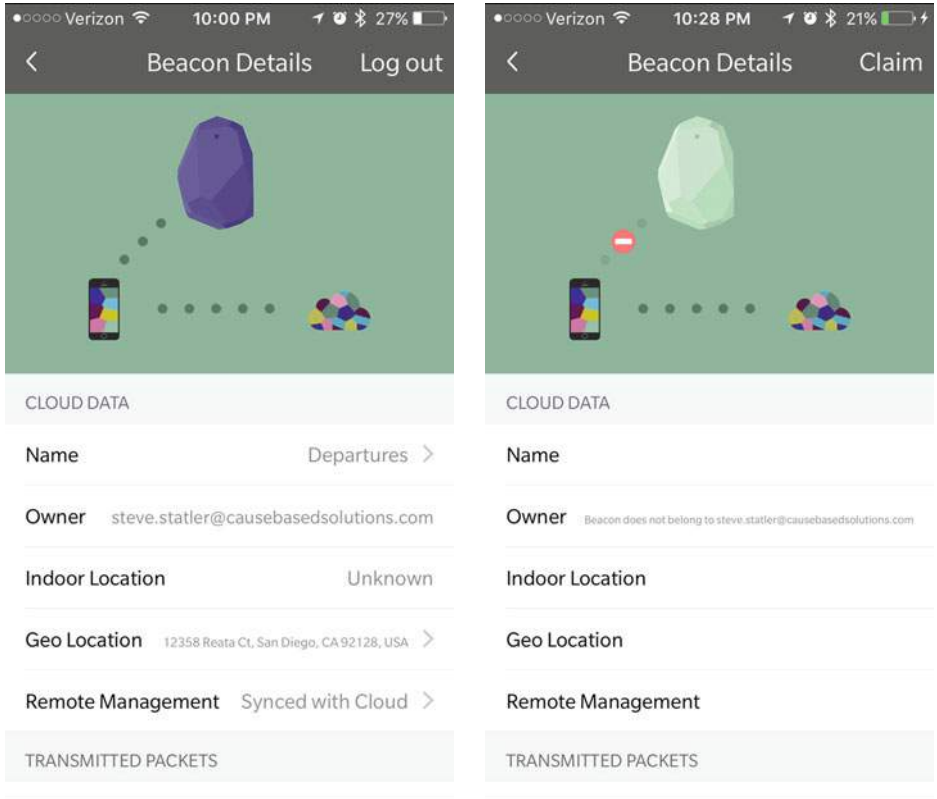 Verizon 10:00 PM 27%
Beacon Details Log out
CLOUD DATA
Name Departures
Owner steve.statler@causebasedsolutions.com
Indoor Location Unknown
Geo Location 12358 Reata Ct, San Diego, CA 92128, USA
Remote Management Synced with Cloud
TRANSMITTED PACKETS
Verizon 10:28 PM 21%
Beacon Details Claim
CLOUD DATA
Name
Owner Beacon does not belong to steve.statler@causebasedsolutions.com
Indoor Location
Geo Location
Remote Management
TRANSMITTED PACKETS